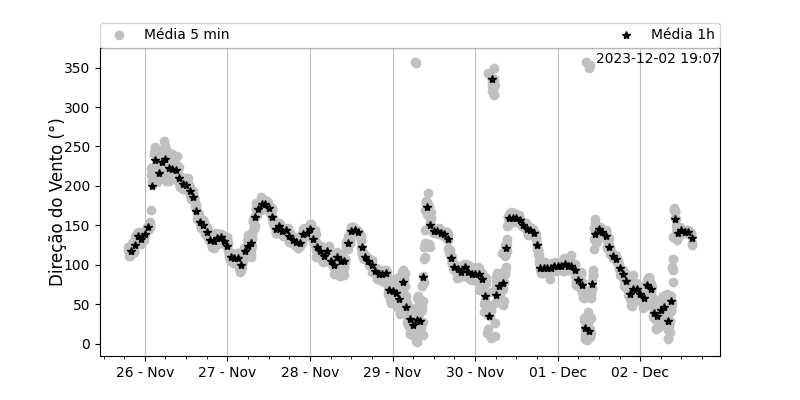 Média 5 min
Média 1h
2023-12-02 19:07
Direção do Vento (°)
350
300
250
200
150
100
50
0
26 - Nov
27 - Nov
28 - Nov
29 - Nov
30 - Nov
01 - Dec
02 - Dec